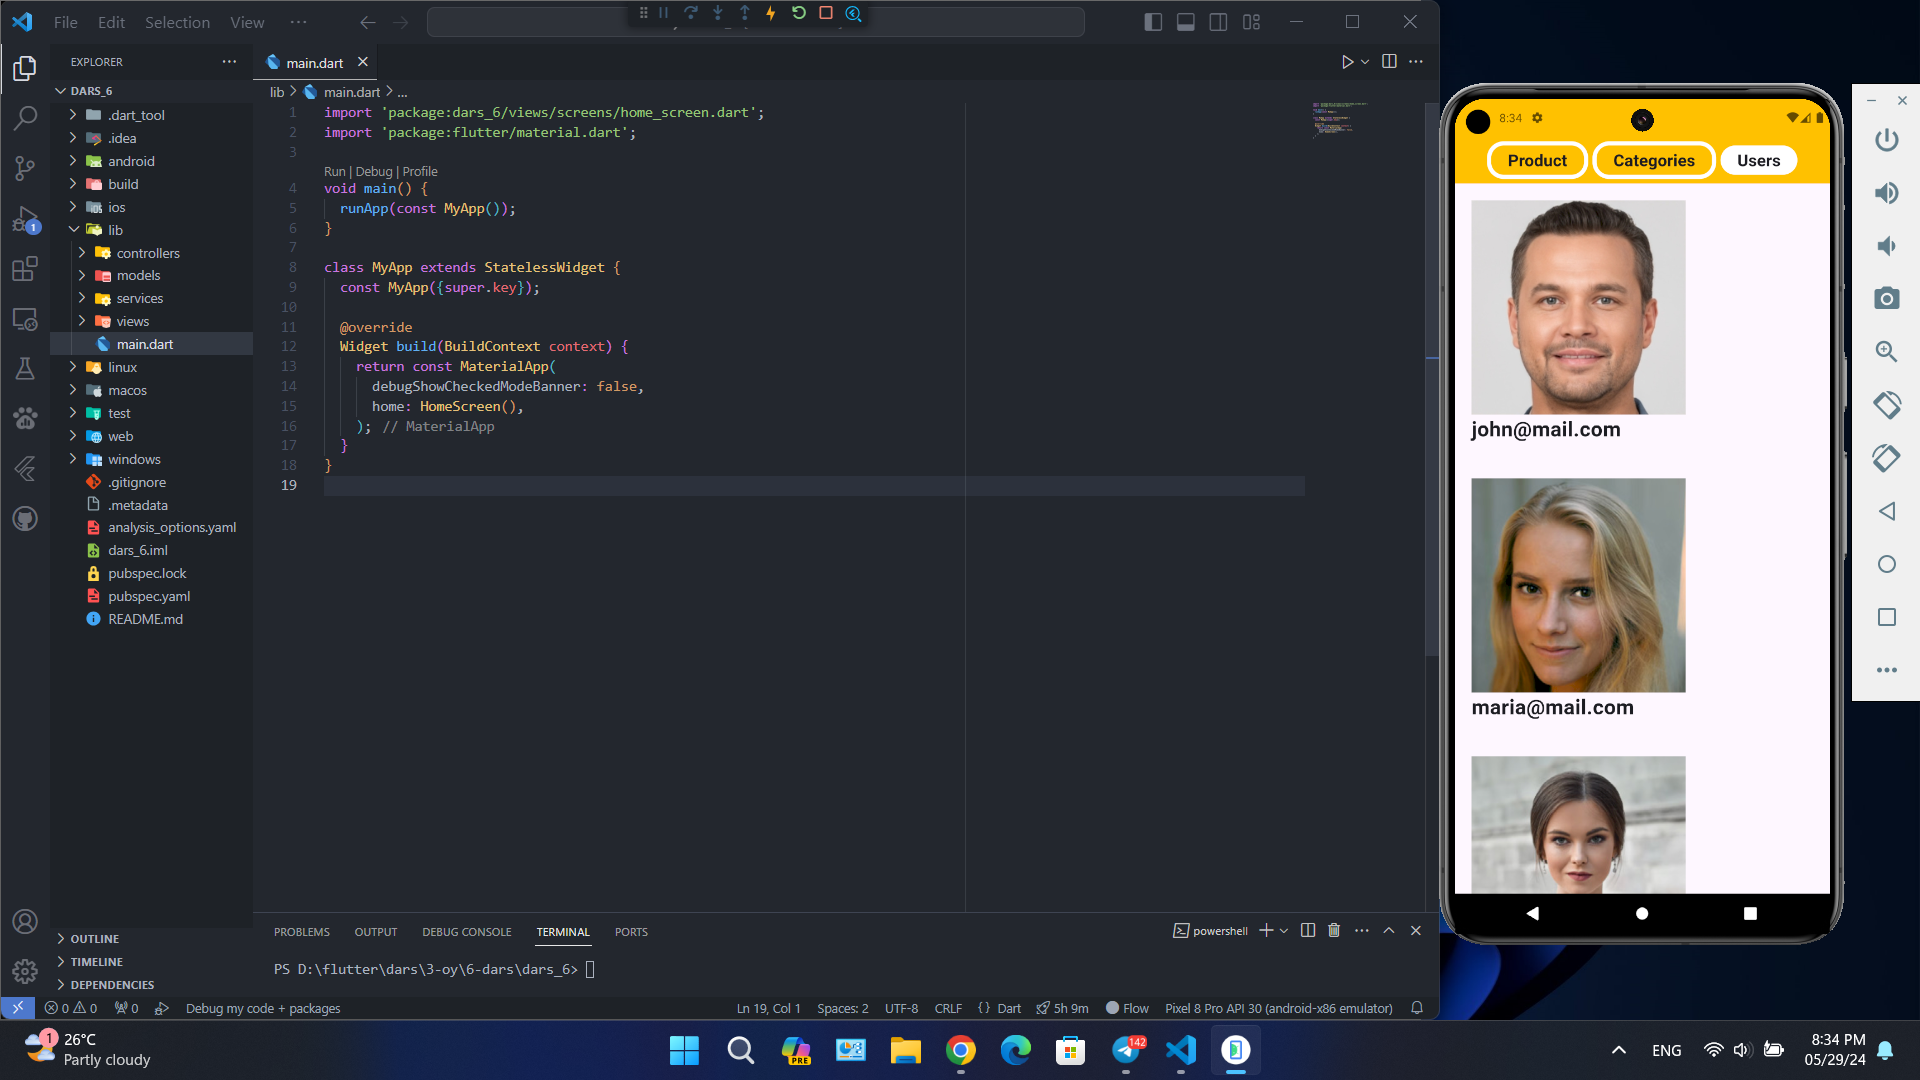 File Edit Selection View ···
EXPLORER
main.dart
DARS_6
.dart_tool
.idea
android
build
ios
lib
controllers
models
services
views
main.dart
linux
macos
test
web
windows
.gitignore
.metadata
analysis_options.yaml
dars_6.iml
pubspec.lock
pubspec.yaml
README.md
OUTLINE
TIMELINE
DEPENDENCIES
1
lib > main.dart > ...
1 import 'package:dars_6/views/screens/home_screen.dart';
2 import 'package:flutter/material.dart';
3
Run | Debug | Profile
4 void main() {
5 runApp(const MyApp());
6 }
7
8 class MyApp extends StatelessWidget {
9 const MyApp({super.key});
10
11 @override
12 Widget build(BuildContext context) {
13 return const MaterialApp(
14 debugShowCheckedModeBanner: false,
15 home: HomeScreen(),
16 ); // MaterialApp
17 }
18 }
19
PROBLEMS OUTPUT DEBUG CONSOLE TERMINAL PORTS
powershell
PS D:\flutter\dars\3-oy\6-dars\dars_6>
0 0 0 Debug my code + packages
Ln 19, Col 1 Spaces: 2 UTF-8 CRLF {} Dart 5h 9m Flow Pixel 8 Pro API 30 (android-x86 emulator)
8:34
Product Categories Users
john@mail.com
maria@mail.com
1
26°C
Partly cloudy
PRE
142
ENG
8:34 PM
05/29/24